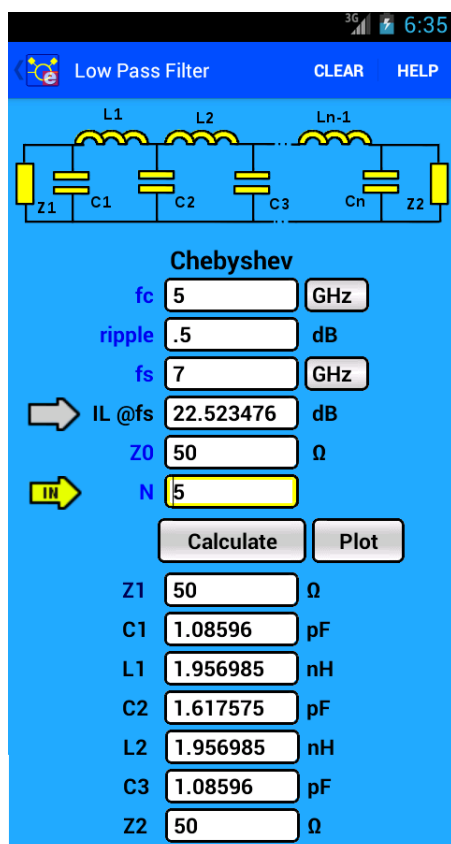 3G 6:35
Low Pass Filter CLEAR HELP
L1 L2 Ln-1
Z1 C1 C2 C3 Cn Z2
Chebyshev
fc 5 GHz
ripple .5 dB
fs 7 GHz
IL @fs 22.523476 dB
Z0 50 Ω
IN N 5
Calculate Plot
Z1 50 Ω
C1 1.08596 pF
L1 1.956985 nH
C2 1.617575 pF
L2 1.956985 nH
C3 1.08596 pF
Z2 50 Ω